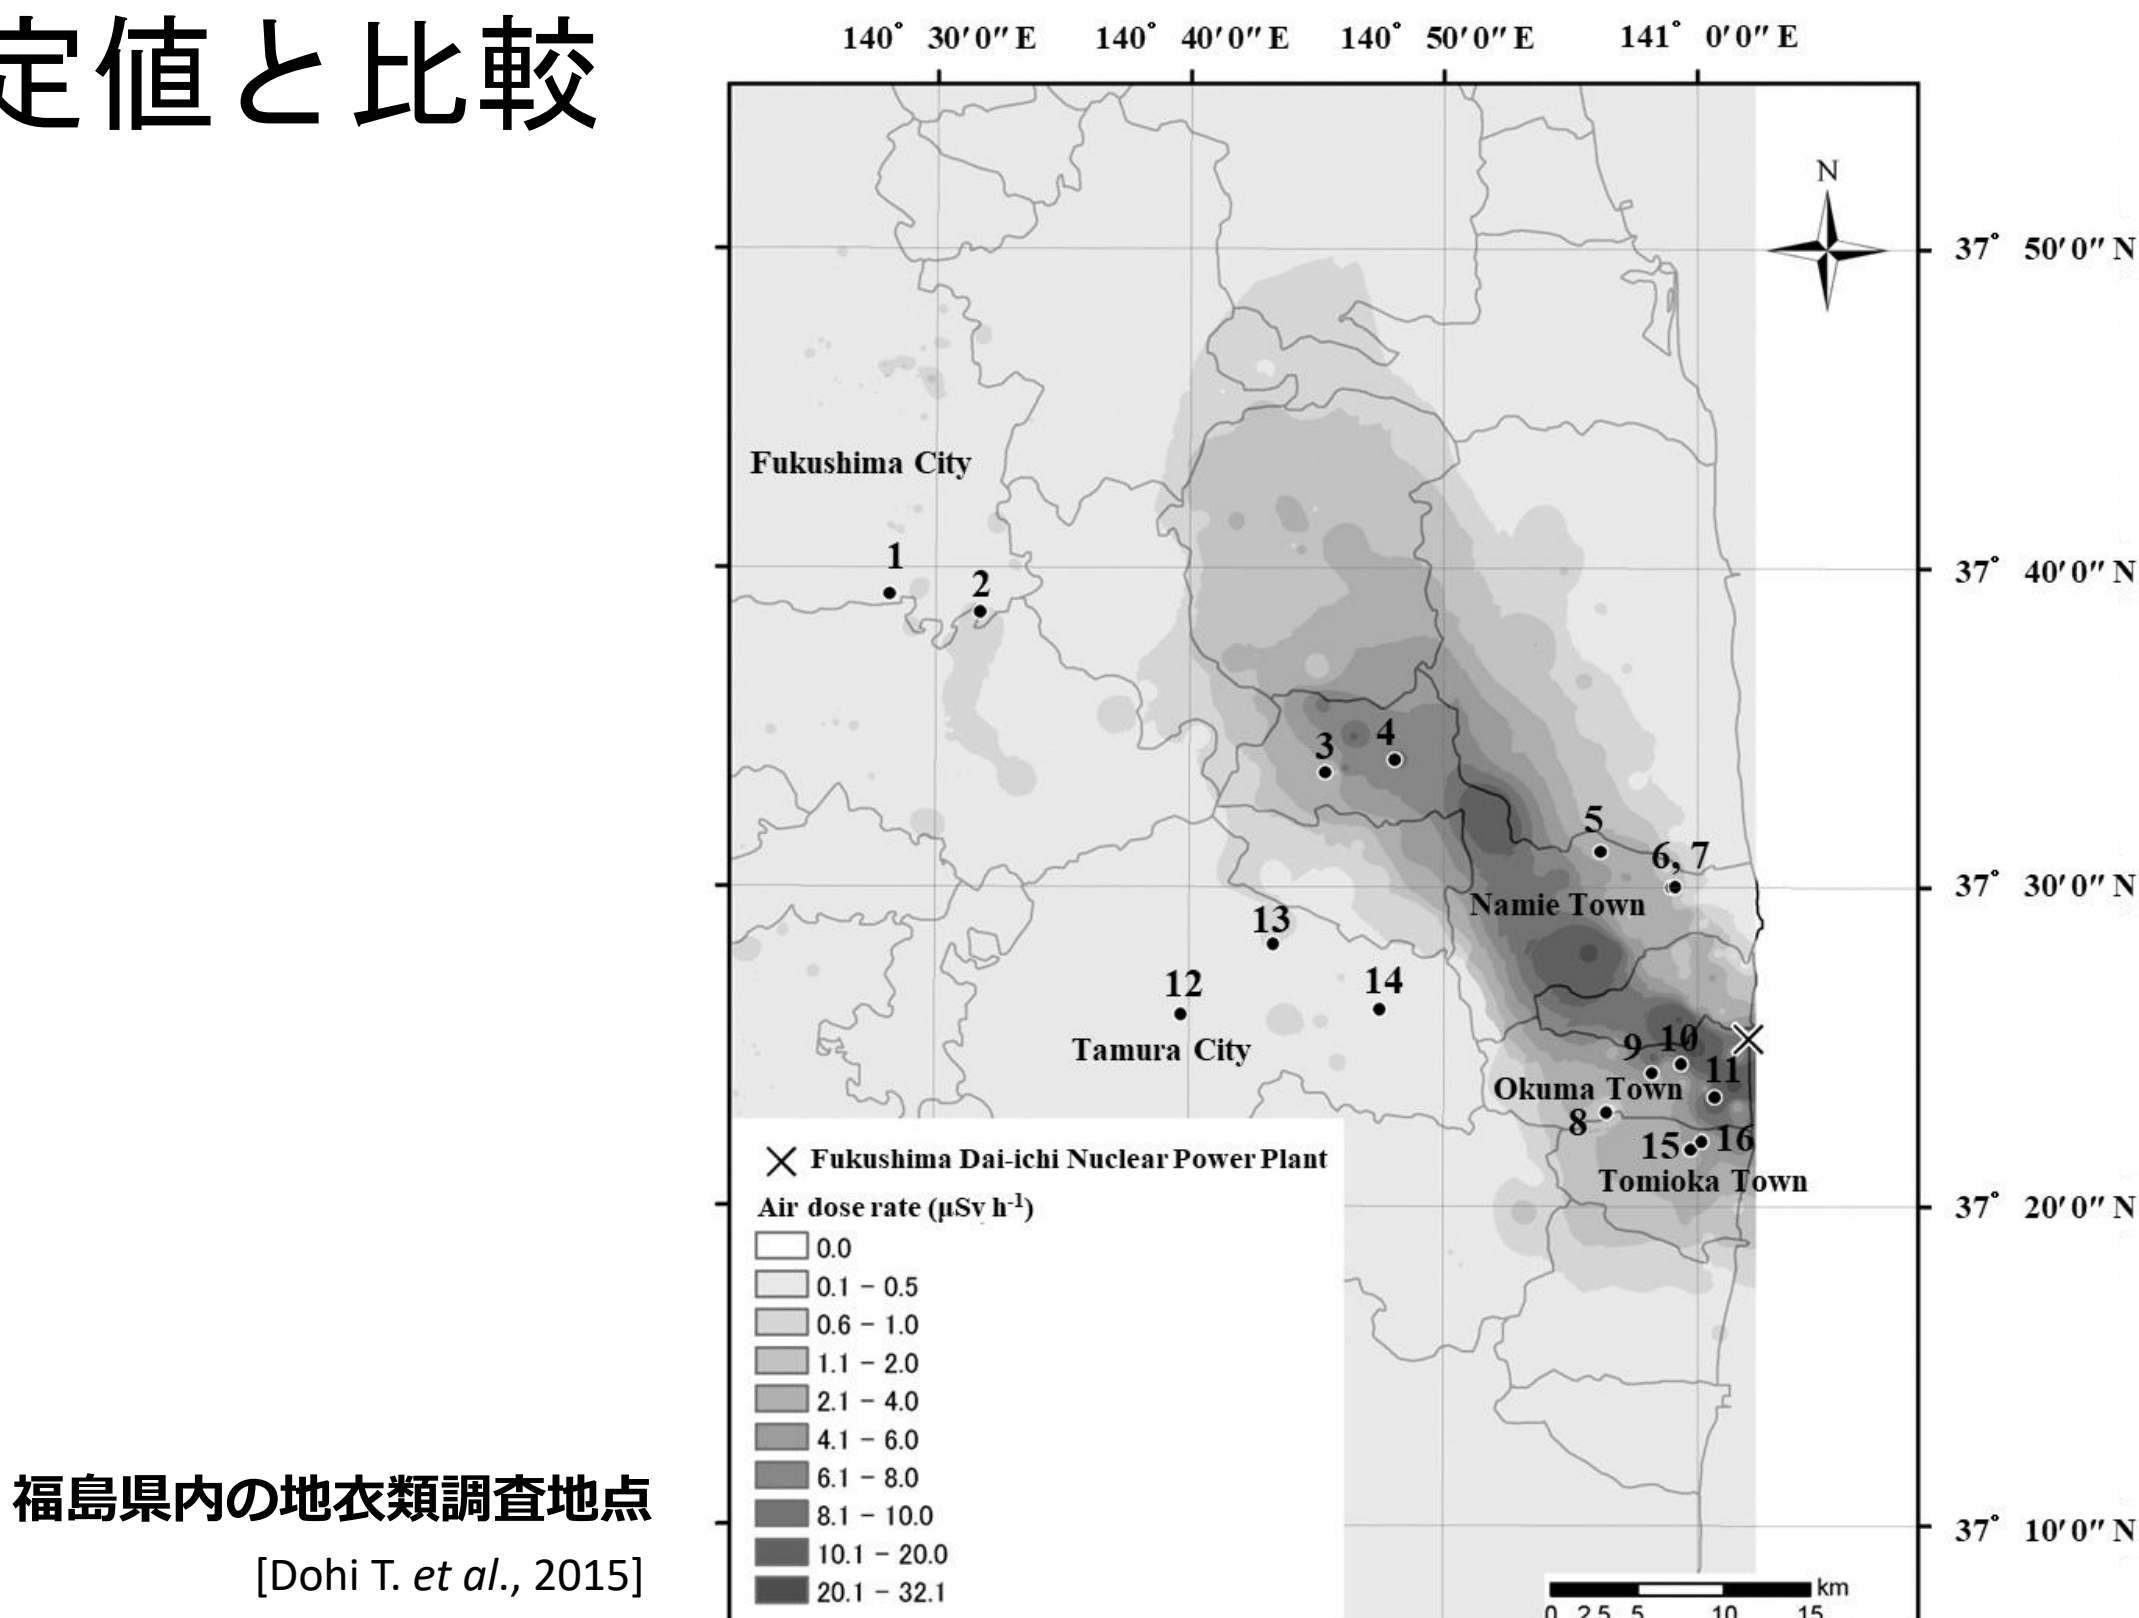 定値と比較
140° 30′0″E 140° 40′0″E 140° 50′0″E 141° 0′0″E
N
37° 50′0″N
Fukushima City
1
37° 40′0″N
2
4
3
5
6, 7
37° 30′0″N
Namie Town
13
14
12
Tamura City
9 10
11
Okuma Town
8
15 16
Tomioka Town
37° 20′0″N
Fukushima Dai-ichi Nuclear Power Plant
Air dose rate (μSv h-1)
0.0
0.1 – 0.5
0.6 – 1.0
1.1 – 2.0
2.1 – 4.0
4.1 – 6.0
6.1 – 8.0
8.1 – 10.0
10.1 – 20.0
20.1 – 32.1
37° 10′0″N
km
0 2.5 5 10 15
福島県内の地衣類調査地点
[Dohi T. et al., 2015]